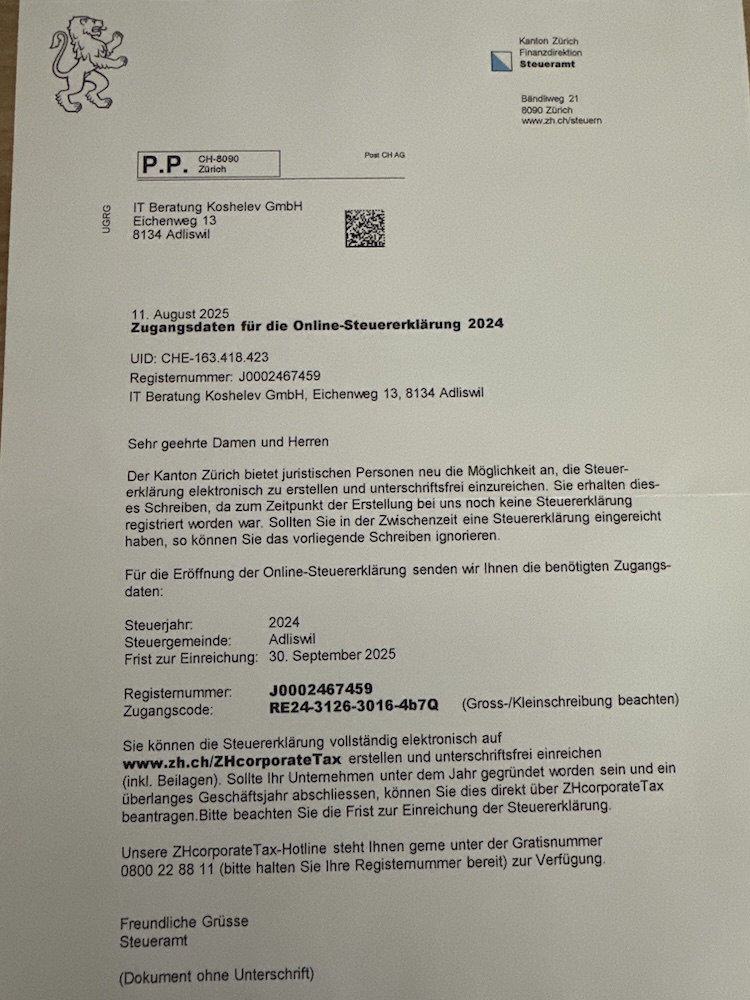 Kanton Zürich
Finanzdirektion
Steueramt
Bändliweg 21
8090 Zürich
www.zh.ch/steuern
P.P. CH-8090
Zürich
Post CH AG
UGRG
IT Beratung Koshelev GmbH
Eichenweg 13
8134 Adliswil
11. August 2025
Zugangsdaten für die Online-Steuererklärung 2024
UID: CHE-163.418.423
Registernummer: J0002467459
IT Beratung Koshelev GmbH, Eichenweg 13, 8134 Adliswil
Sehr geehrte Damen und Herren
Der Kanton Zürich bietet juristischen Personen neu die Möglichkeit an, die Steuer-
erklärung elektronisch zu erstellen und unterschriftsfrei einzureichen. Sie erhalten dies-
es Schreiben, da zum Zeitpunkt der Erstellung bei uns noch keine Steuererklärung
registriert worden war. Sollten Sie in der Zwischenzeit eine Steuererklärung eingereicht
haben, so können Sie das vorliegende Schreiben ignorieren.
Für die Eröffnung der Online-Steuererklärung senden wir Ihnen die benötigten Zugangs-
daten:
Steuerjahr: 2024
Steuergemeinde: Adliswil
Frist zur Einreichung: 30. September 2025
Registernummer: J0002467459
Zugangscode: RE24-3126-3016-4b7Q (Gross-/Kleinschreibung beachten)
Sie können die Steuererklärung vollständig elektronisch auf
www.zh.ch/ZHcorporateTax erstellen und unterschriftsfrei einreichen
(inkl. Beilagen). Sollte Ihr Unternehmen unter dem Jahr gegründet worden sein und ein
überlanges Geschäftsjahr abschliessen, können Sie dies direkt über ZHcorporateTax
beantragen.Bitte beachten Sie die Frist zur Einreichung der Steuererklärung.
Unsere ZHcorporateTax-Hotline steht Ihnen gerne unter der Gratisnummer
0800 22 88 11 (bitte halten Sie Ihre Registernummer bereit) zur Verfügung.
Freundliche Grüsse
Steueramt
(Dokument ohne Unterschrift)